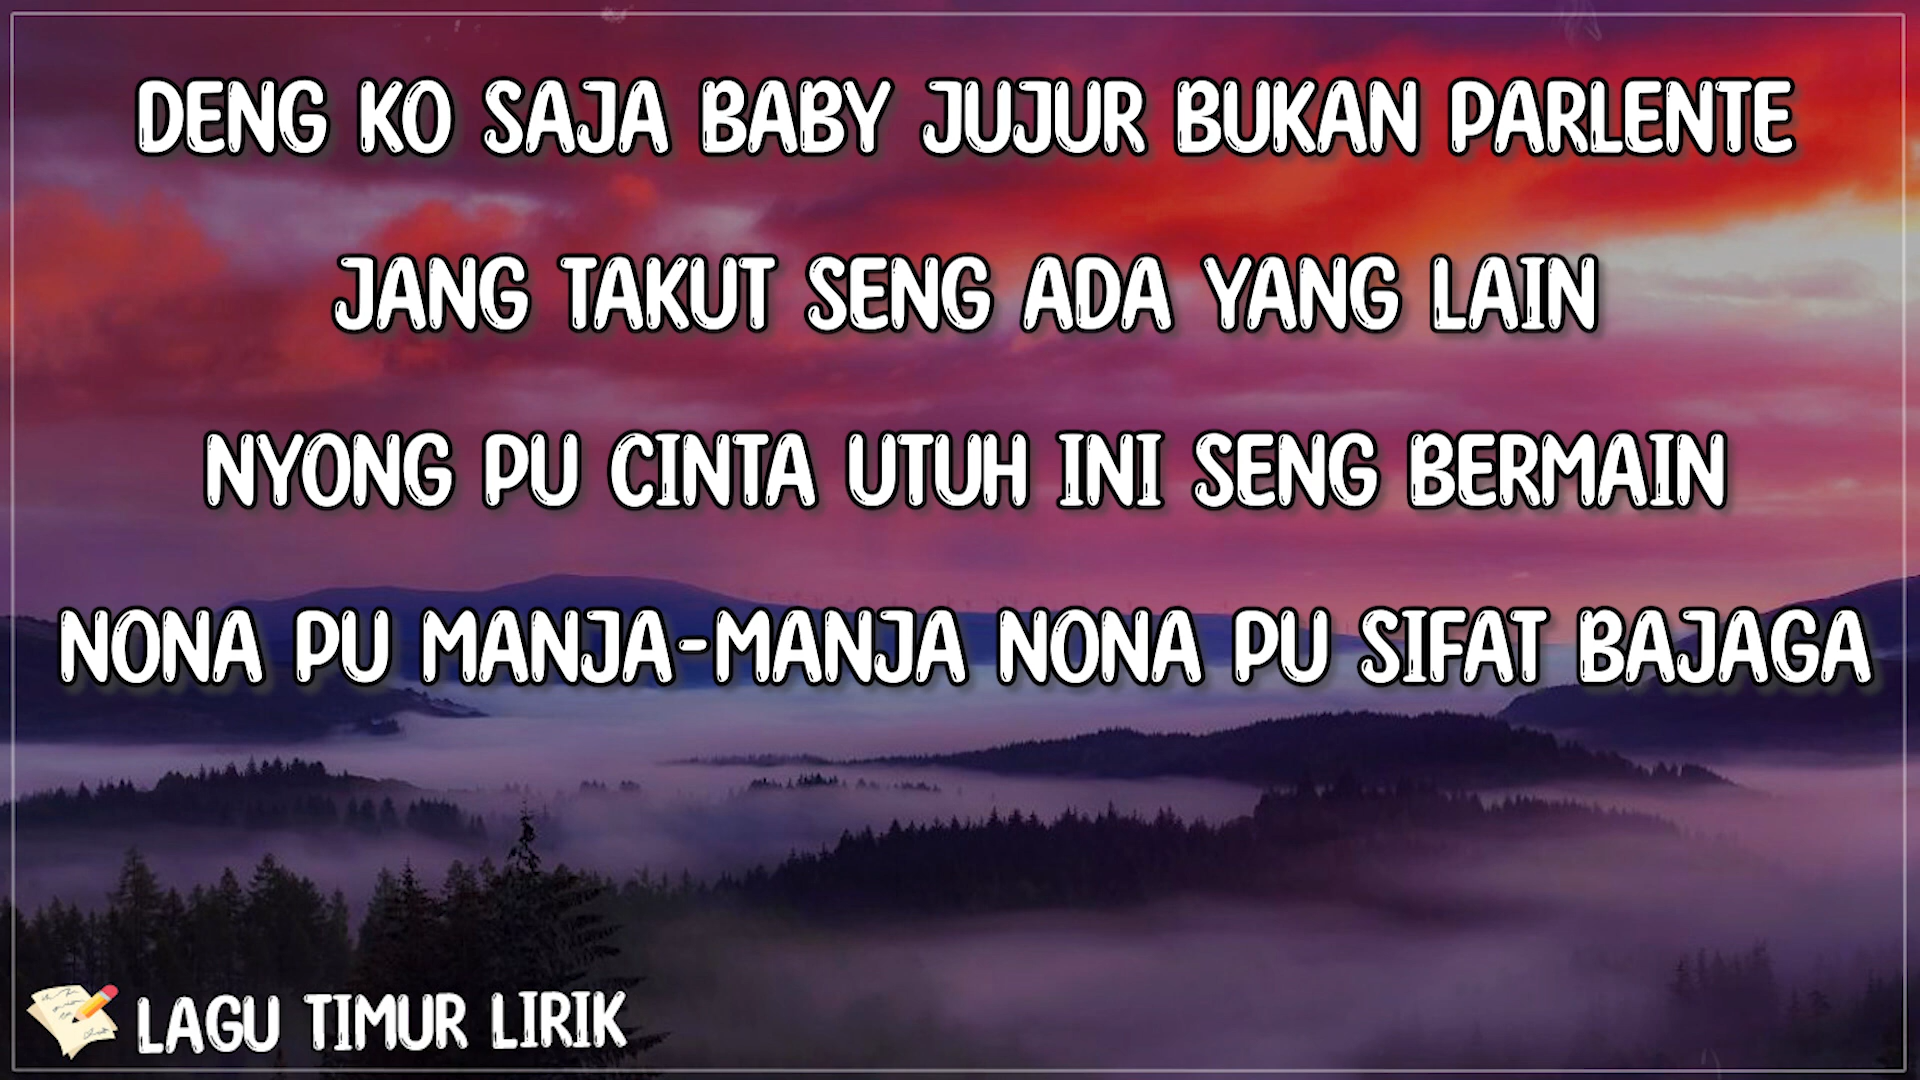 DENG KO SAJA BABY JUJUR BUKAN PARLENTE
JANG TAKUT SENG ADA YANG LAIN
NYONG PU CINTA UTUH INI SENG BERMAIN
NONA PU MANJA-MANJA NONA PU SIFAT BAJAGA
LAGU TIMUR LIRIK